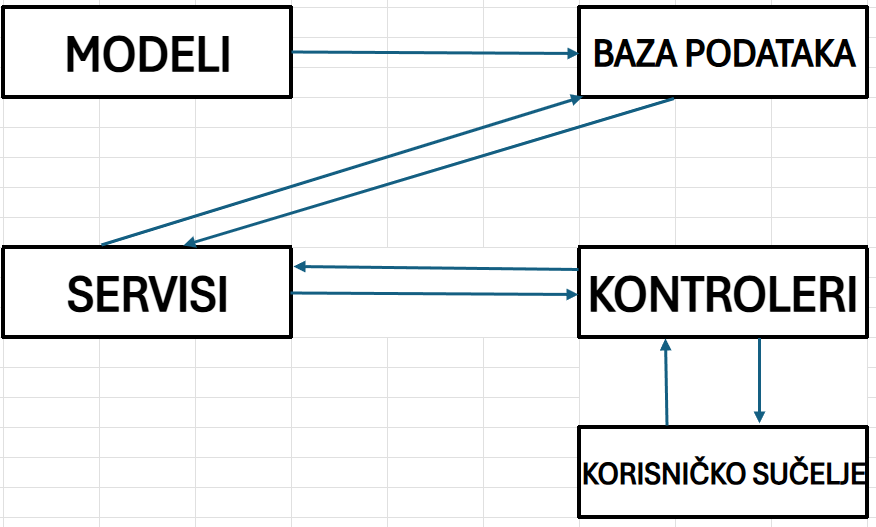 MODELI
BAZA PODATAKA
SERVISI
KONTROLERI
KORISNIČKO SUČELJE